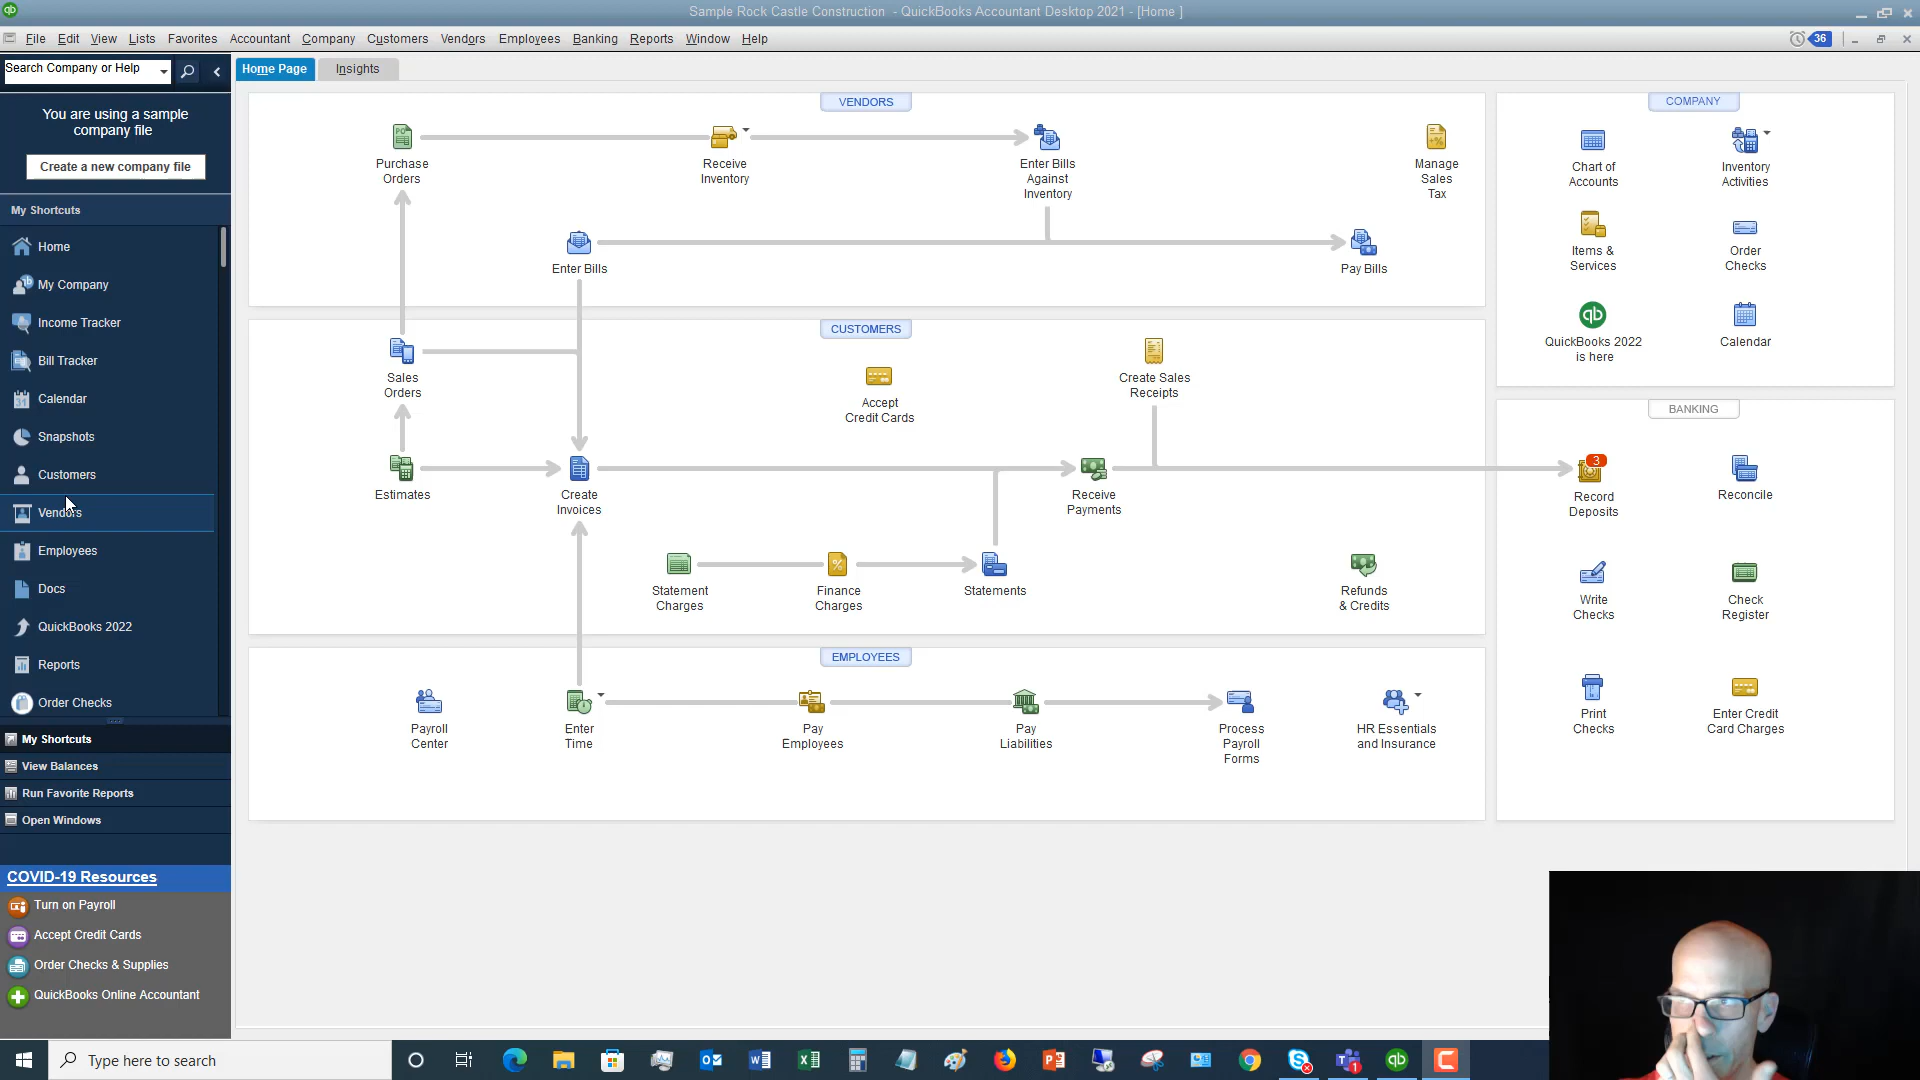 Sample Rock Castle Construction - QuickBooks Accountant Desktop 2021 - [Home ]
File Edit View Lists Favorites Accountant Company Customers Vendors Employees Banking Reports Window Help
36
Search Company or Help
Home Page Insights
You are using a sample
company file
Create a new company file
My Shortcuts
Home
My Company
Income Tracker
Bill Tracker
31 Calendar
Snapshots
Customers
Vendors
Employees
Docs
QuickBooks 2022
Reports
Order Checks
My Shortcuts
View Balances
Run Favorite Reports
Open Windows
COVID-19 Resources
Turn on Payroll
Accept Credit Cards
Order Checks & Supplies
QuickBooks Online Accountant
VENDORS
PO
Purchase
Orders
Receive
Inventory
Enter Bills
Against
Inventory
Manage
Sales
Tax
Enter Bills
Pay Bills
CUSTOMERS
Sales
Orders
Accept
Credit Cards
Create Sales
Receipts
Estimates
Create
Invoices
Receive
Payments
Statement
Charges
Finance
Charges
Statements
Refunds
& Credits
EMPLOYEES
Payroll
Center
Enter
Time
Pay
Employees
Pay
Liabilities
Process
Payroll
Forms
HR Essentials
and Insurance
COMPANY
Chart of
Accounts
Inventory
Activities
Items &
Services
Order
Checks
qb
QuickBooks 2022
is here
Calendar
BANKING
3
Record
Deposits
Reconcile
Write
Checks
Check
Register
Print
Checks
Enter Credit
Card Charges
Type here to search